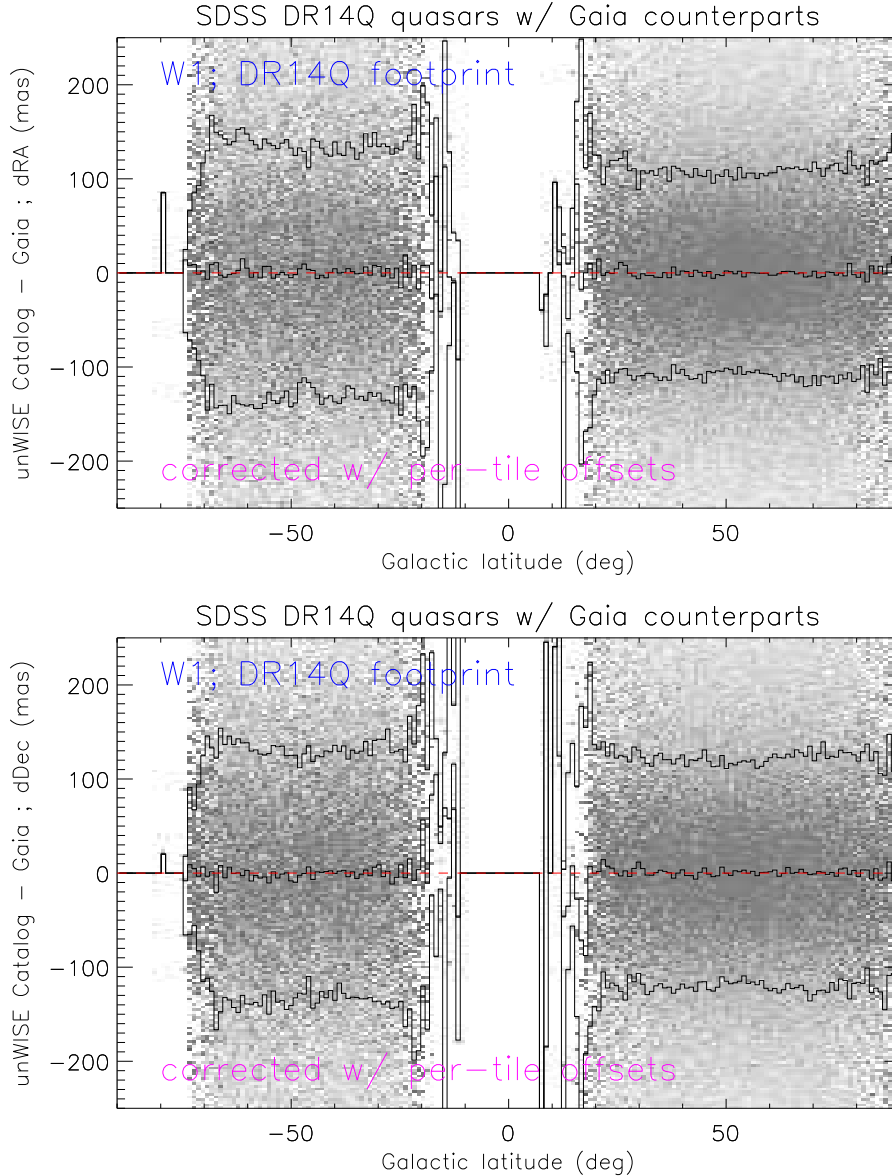 SDSS DR14Q quasars w/ Gaia counterparts
W1; DR14Q footprint
corrected w/ per-tile offsets
unWISE Catalog - Gaia ; dRA (mas)
200
100
0
-100
-200
-50 0 50
Galactic latitude (deg)
SDSS DR14Q quasars w/ Gaia counterparts
W1; DR14Q footprint
corrected w/ per-tile offsets
unWISE Catalog - Gaia ; dDec (mas)
200
100
0
-100
-200
-50 0 50
Galactic latitude (deg)